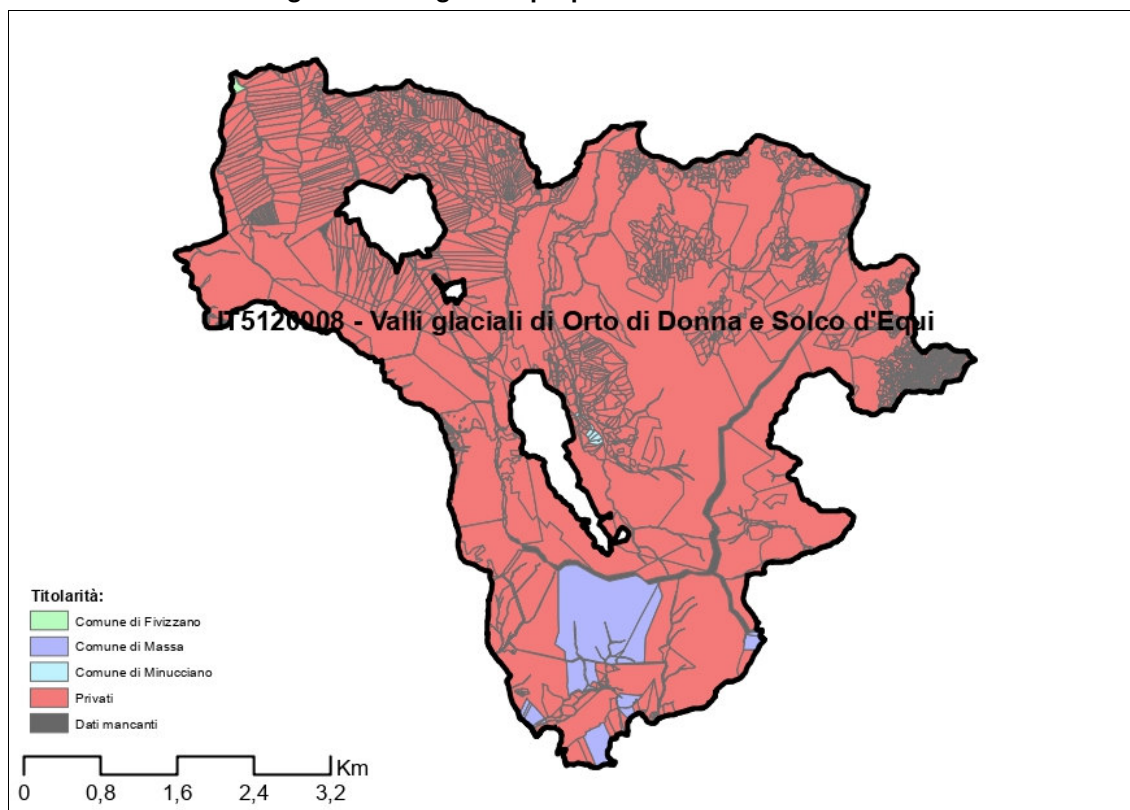 IT5120008 - Valli glaciali di Orto di Donna e Solco d'Equi
Titolarità:
Comune di Fivizzano
Comune di Massa
Comune di Minucciano
Privati
Dati mancanti
Km
0 0,8 1,6 2,4 3,2